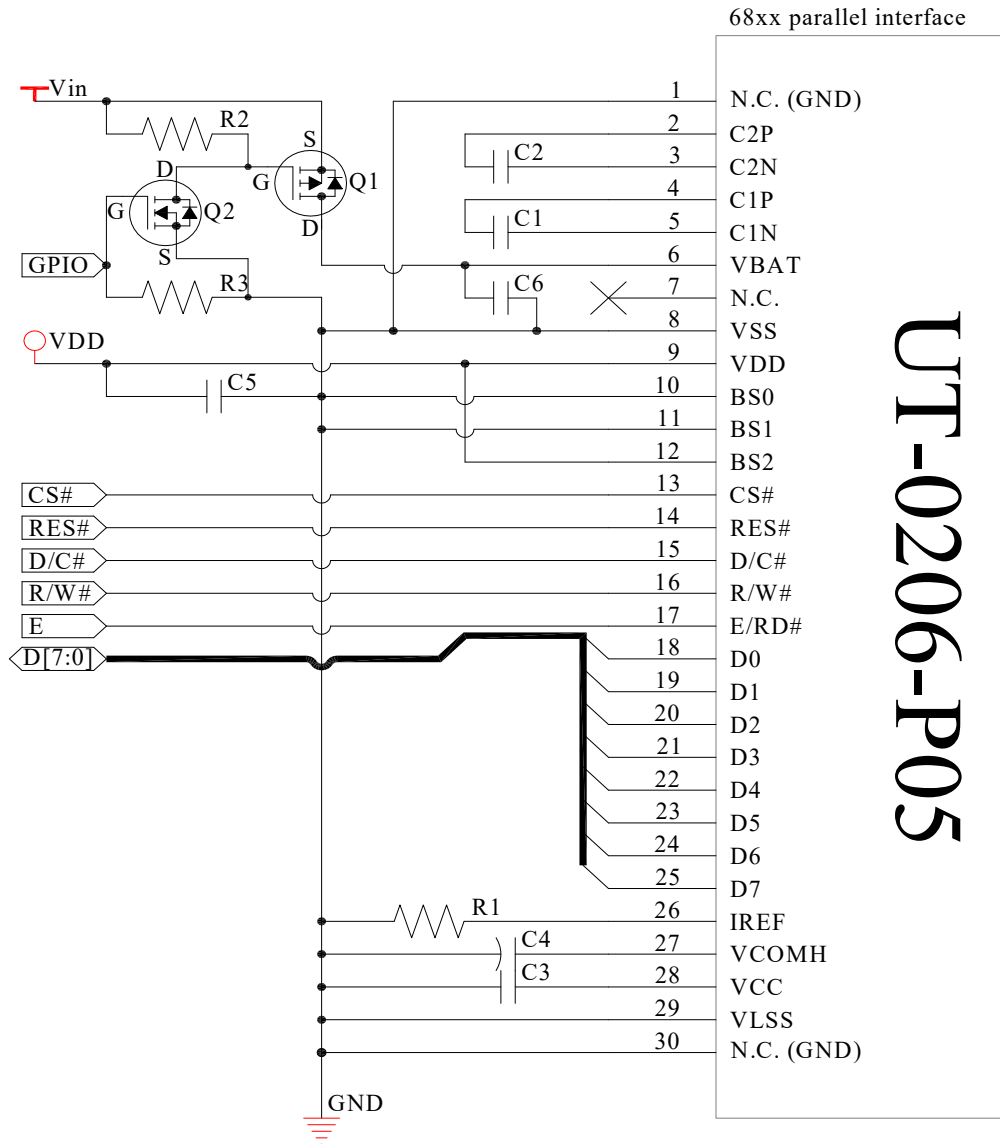 68xx parallel interface
Vin
R2
S
D
G
Q1
G
Q2
D
S
GPIO
R3
VDD
C5
C2
C1
C6
1 N.C. (GND)
2 C2P
3 C2N
4 C1P
5 C1N
6 VBAT
7 N.C.
8 VSS
9 VDD
10 BS0
11 BS1
12 BS2
CS# 13 CS#
RES# 14 RES#
D/C# 15 D/C#
R/W# 16 R/W#
E 17 E/RD#
D[7:0] 18 D0
19 D1
20 D2
21 D3
22 D4
23 D5
24 D6
25 D7
R1 26 IREF
C4 27 VCOMH
C3 28 VCC
29 VLSS
30 N.C. (GND)
GND
UT-0206-P05